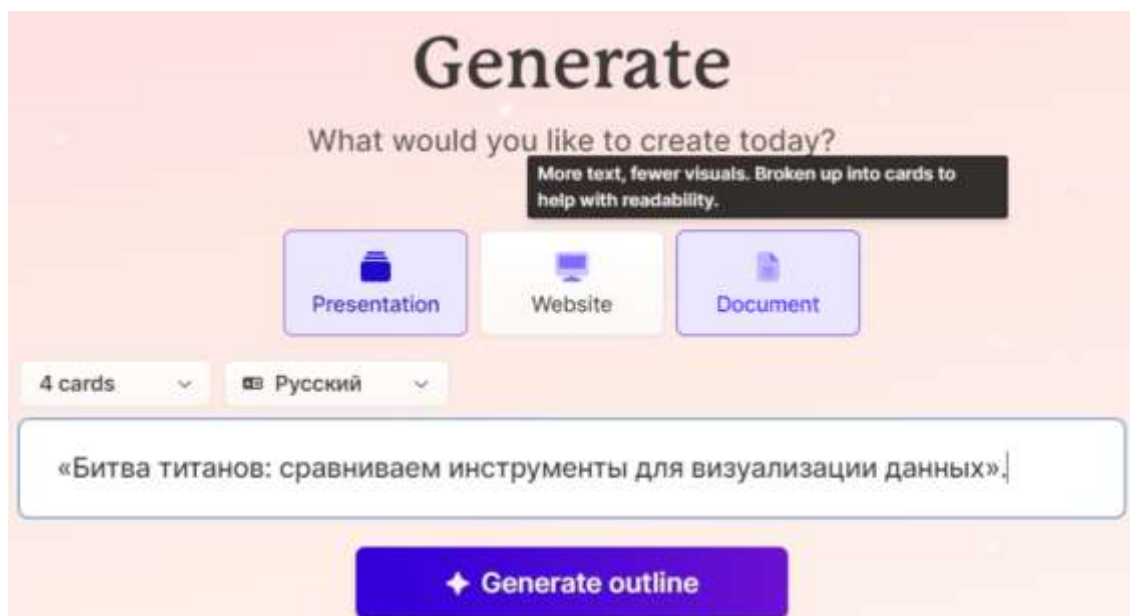 Generate
What would you like to create today?
More text, fewer visuals. Broken up into cards to
help with readability.
Presentation
Website
Document
4 cards
Русский
«Битва титанов: сравниваем инструменты для визуализации данных».
Generate outline